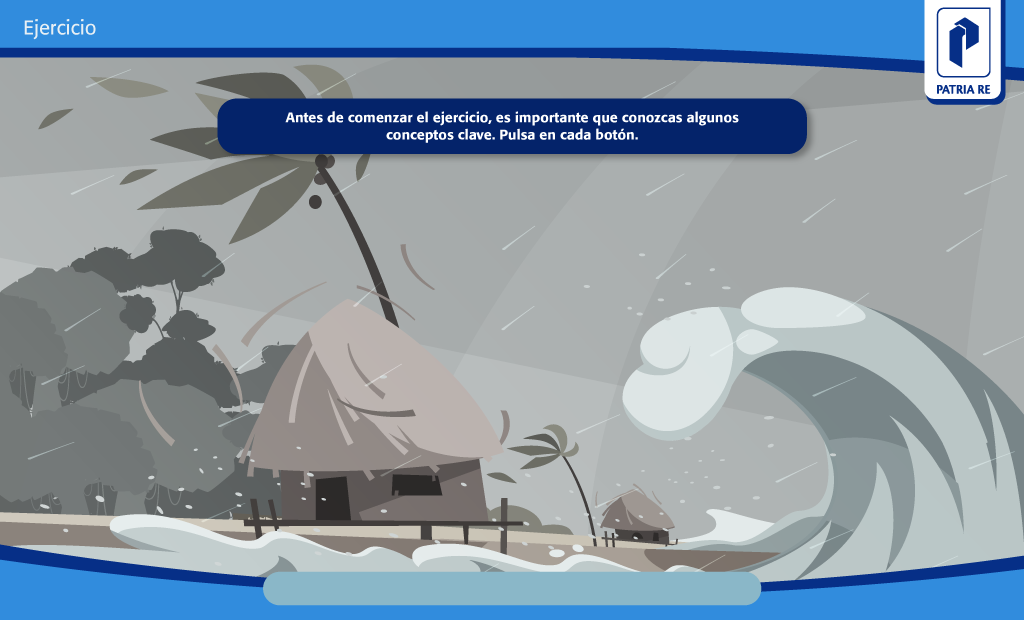 Ejercicio
PATRIA RE
Antes de comenzar el ejercicio, es importante que conozcas algunos
conceptos clave. Pulsa en cada botón.